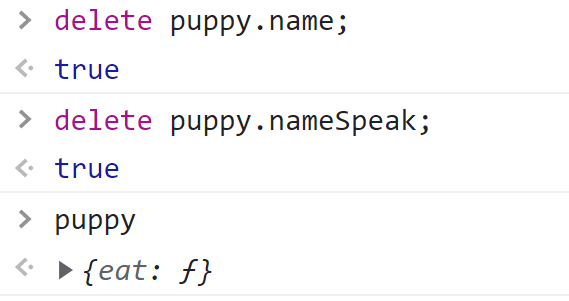 delete puppy.name;
true
delete puppy.nameSpeak;
true
puppy
{eat: ƒ}